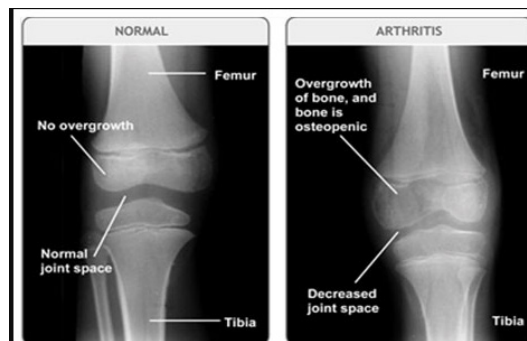 NORMAL
Femur
No overgrowth
Normal
joint space
Tibia
ARTHRITIS
Femur
Overgrowth
of bone, and
bone is
osteopenic
Decreased
joint space
Tibia